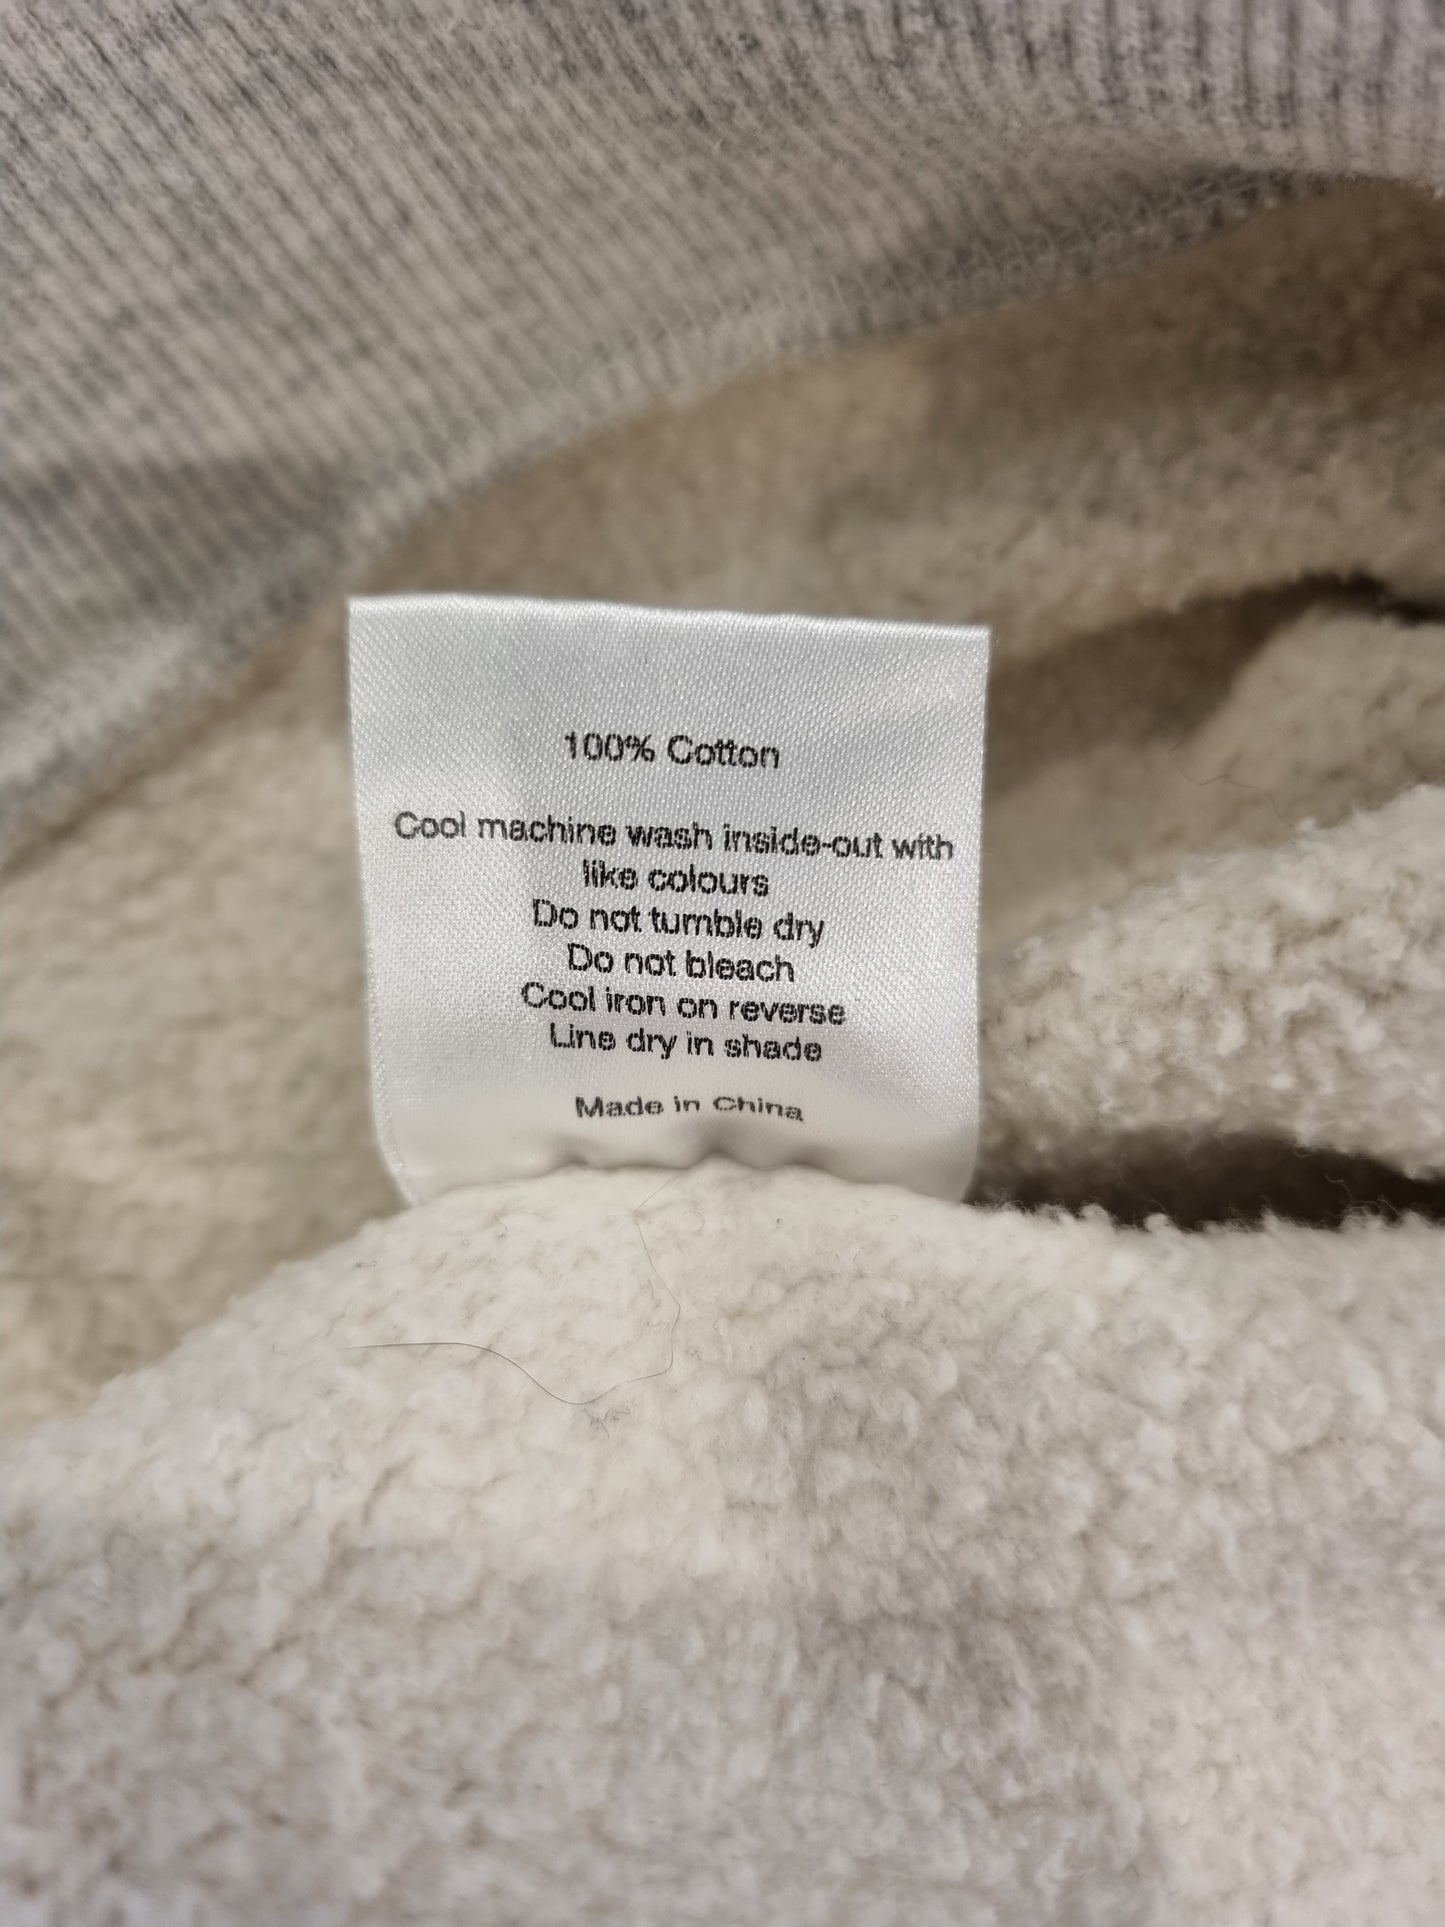 100% Cotton
Cool machine wash inside-out with
like colours
Do not tumble dry
Do not bleach
Cool iron on reverse
Line dry in shade
Made in China